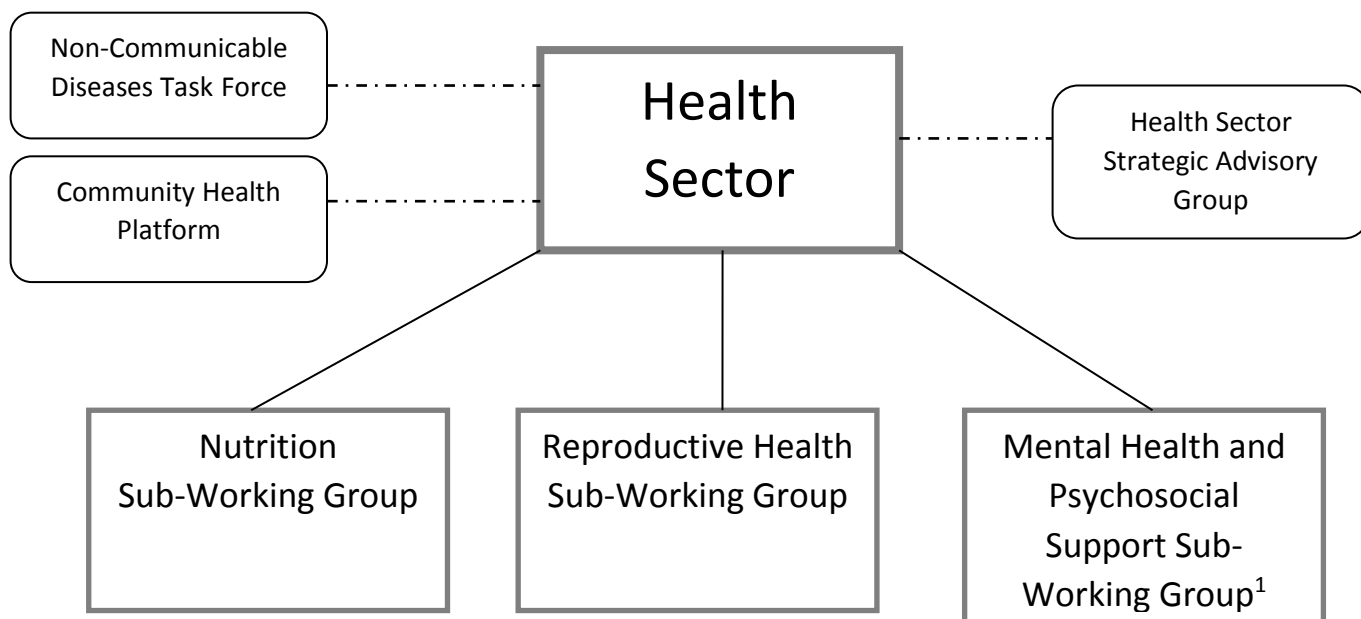 Non-Communicable
Diseases Task Force
Community Health
Platform
Health
Sector
Health Sector
Strategic Advisory
Group
Nutrition
Sub-Working Group
Reproductive Health
Sub-Working Group
Mental Health and
Psychosocial
Support Sub-
Working Group¹